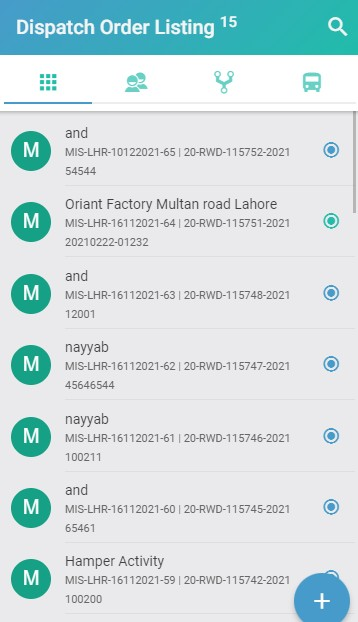 Dispatch Order Listing 15
M
and
MIS-LHR-10122021-65 | 20-RWD-115752-2021
54544
M
Oriant Factory Multan road Lahore
MIS-LHR-16112021-64 | 20-RWD-115751-2021
20210222-01232
M
and
MIS-LHR-16112021-63 | 20-RWD-115748-2021
12001
M
nayyab
MIS-LHR-16112021-62 | 20-RWD-115747-2021
45646544
M
nayyab
MIS-LHR-16112021-61 | 20-RWD-115746-2021
100211
M
and
MIS-LHR-16112021-60 | 20-RWD-115745-2021
65461
M
Hamper Activity
MIS-LHR-16112021-59 | 20-RWD-115742-2021
100200
+